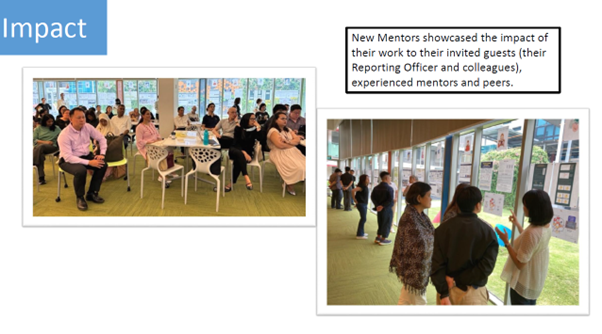 Impact
New Mentors showcased the impact of
their work to their invited guests (their
Reporting Officer and colleagues),
experienced mentors and peers.